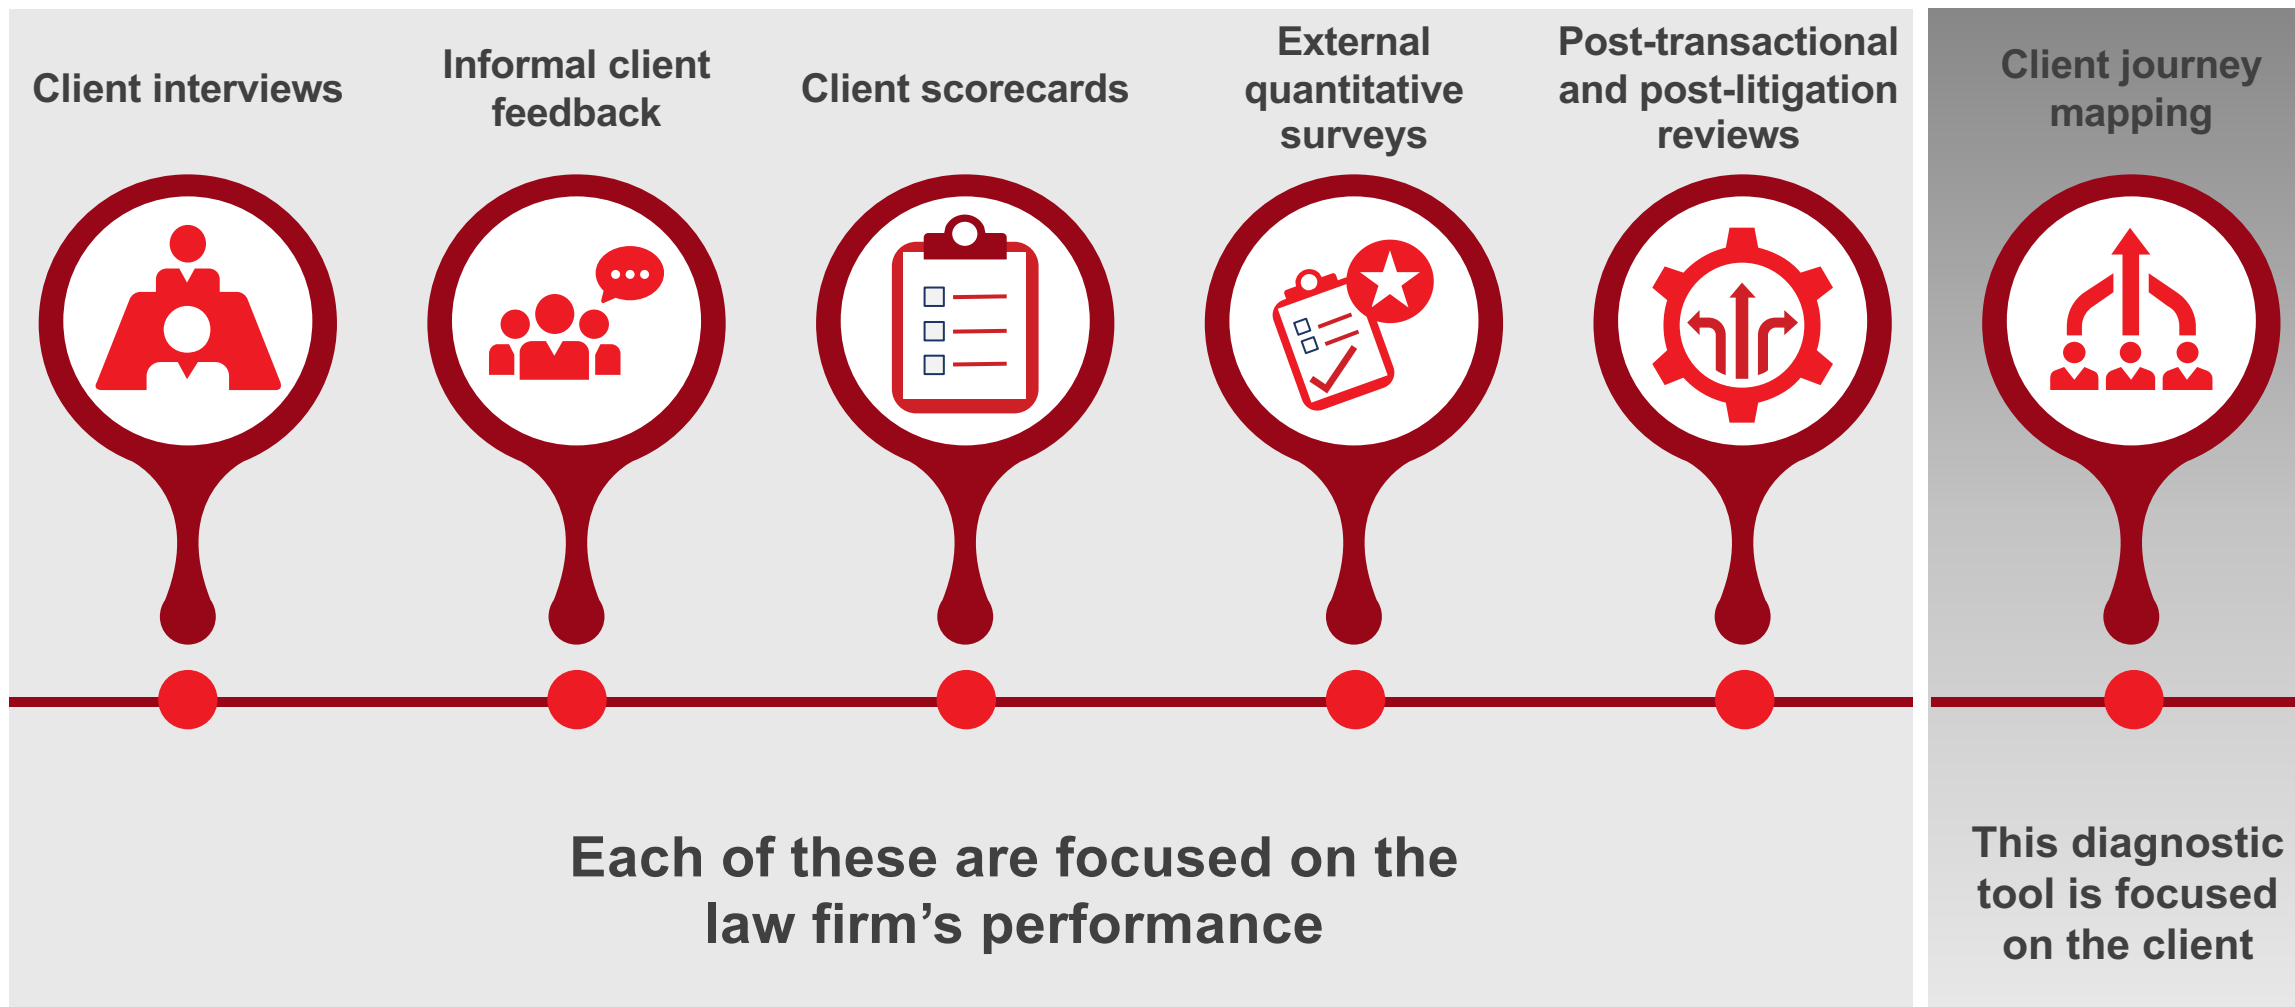 Client interviews
Informal client
feedback
Client scorecards
External
quantitative
surveys
Post-transactional
and post-litigation
reviews
Client journey
mapping
Each of these are focused on the
law firm’s performance
This diagnostic
tool is focused
on the client